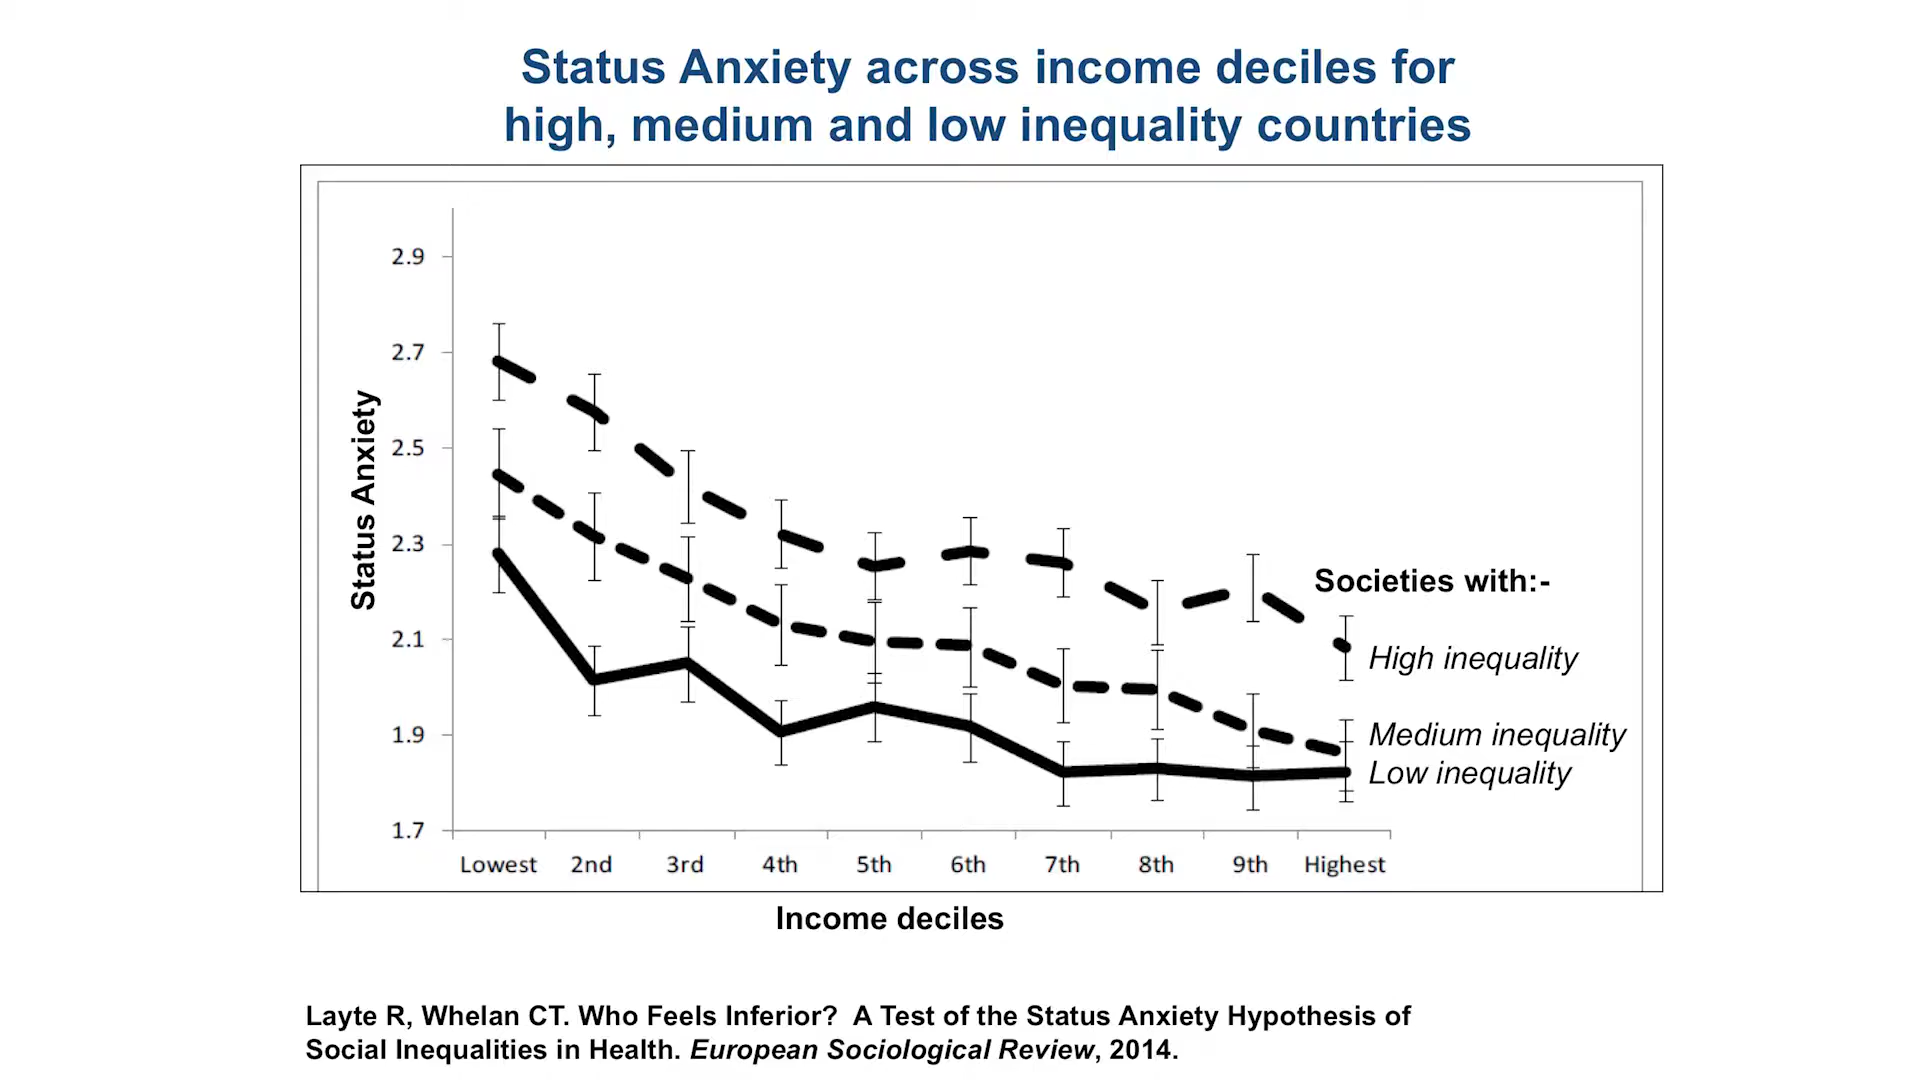 Status Anxiety across income deciles for
high, medium and low inequality countries
2.9
2.7
2.5
2.3
2.1
1.9
1.7
Status Anxiety
Societies with:-
High inequality
Medium inequality
Low inequality
Lowest 2nd 3rd 4th 5th 6th 7th 8th 9th Highest
Income deciles
Layte R, Whelan CT. Who Feels Inferior?  A Test of the Status Anxiety Hypothesis of
Social Inequalities in Health. European Sociological Review, 2014.